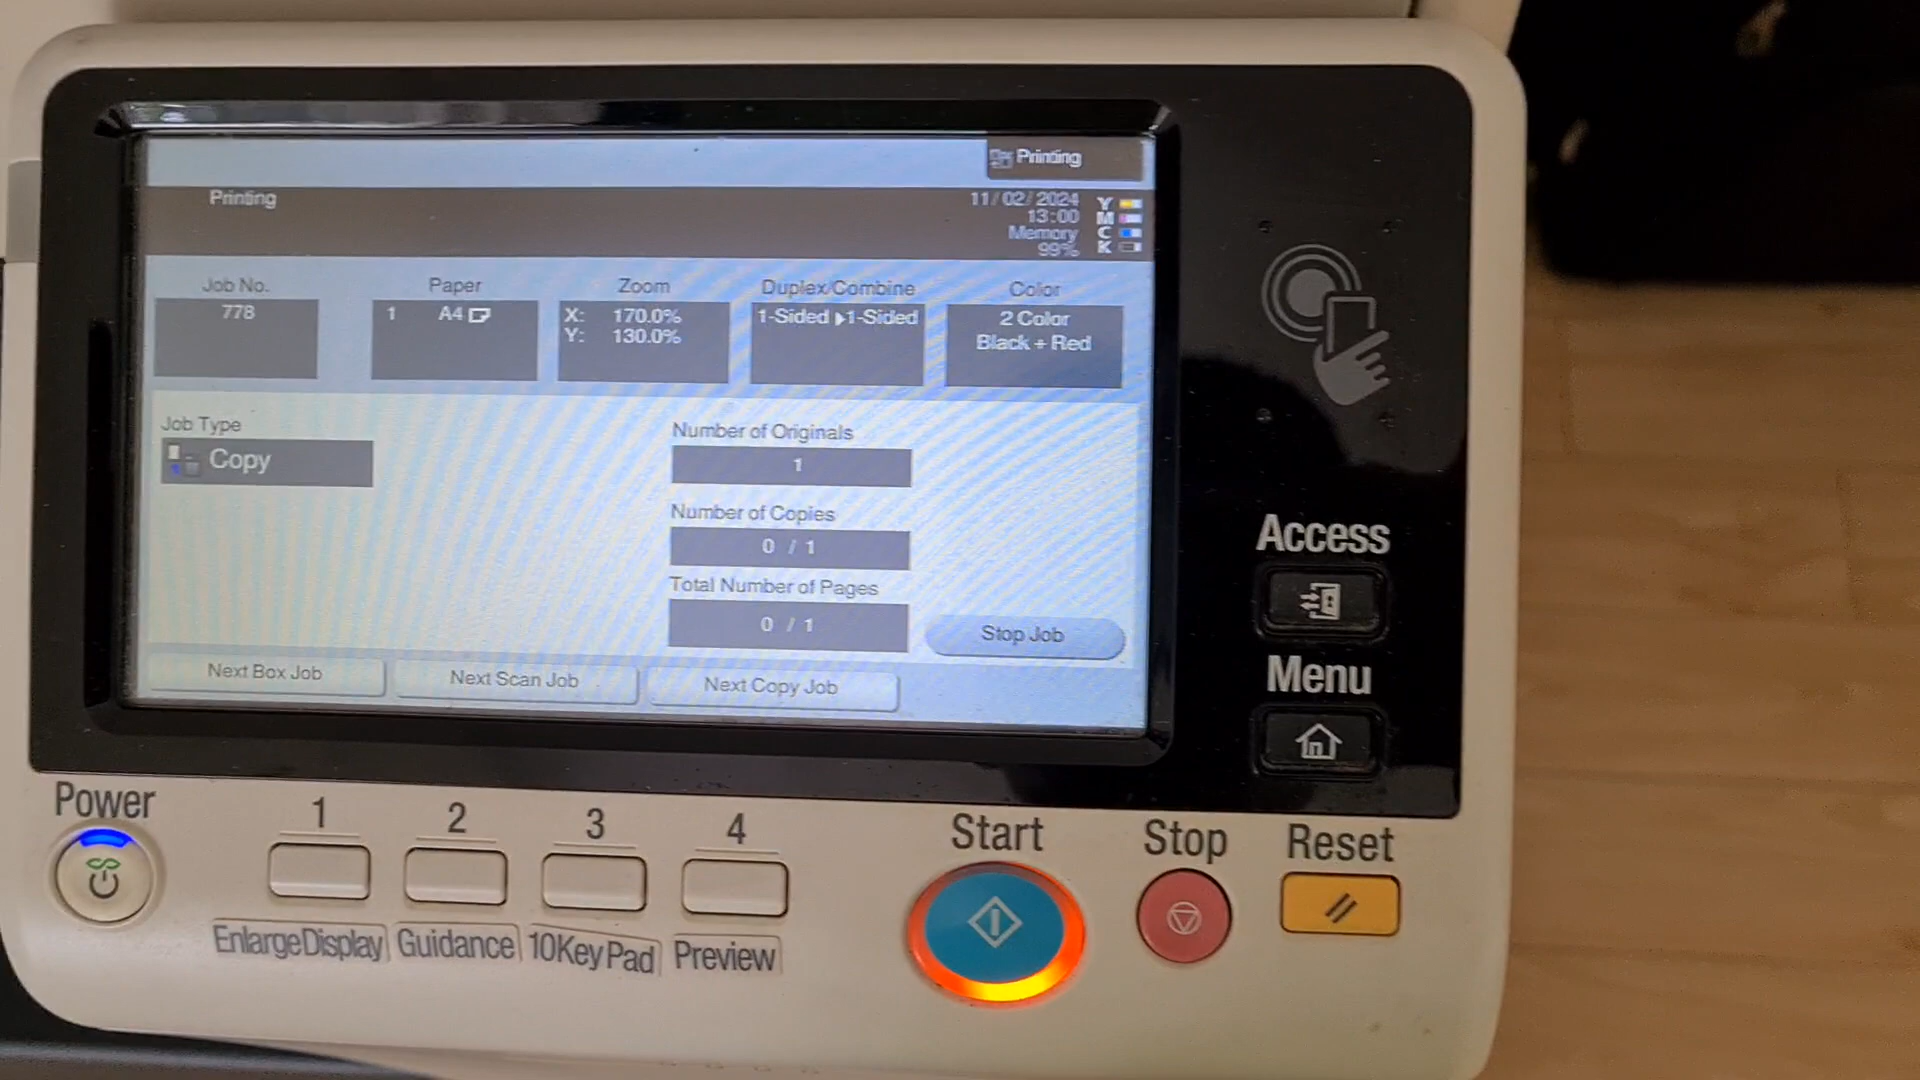 Printing
Printing
11/02/2024
13:00
Memory
99%
Y
M
C
K
Job No.
778
Paper
1 A4
Zoom
X: 170.0%
Y: 130.0%
Duplex/Combine
1-Sided ▶1-Sided
Color
2 Color
Black + Red
Job Type
Copy
Number of Originals
1
Number of Copies
0 / 1
Total Number of Pages
0 / 1
Stop Job
Next Box Job
Next Scan Job
Next Copy Job
Access
Menu
Power
1
2
3
4
EnlargeDisplay
Guidance
10KeyPad
Preview
Start
Stop
Reset